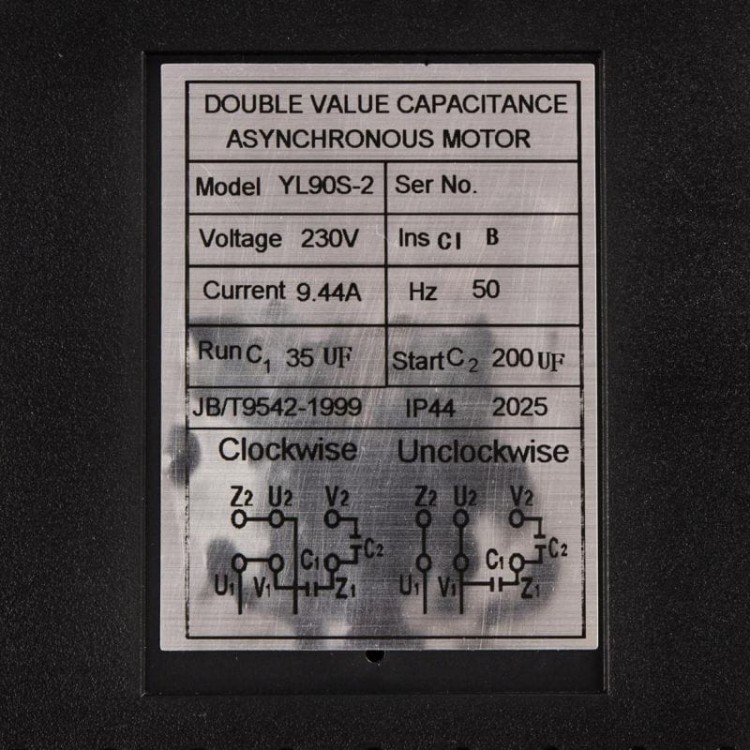 DOUBLE VALUE CAPACITANCE
ASYNCHRONOUS MOTOR
Model YL90S-2 Ser No.
Voltage 230V Ins CI B
Current 9.44A Hz 50
Run C1 35 UF Start C2 200 UF
JB/T9542-1999 IP44 2025
Clockwise Unclockwise
Z2 U2 V2 Z2 U2 V2
C1 C2 C1 C2
U1 V1 Z1 U1 V1 Z1